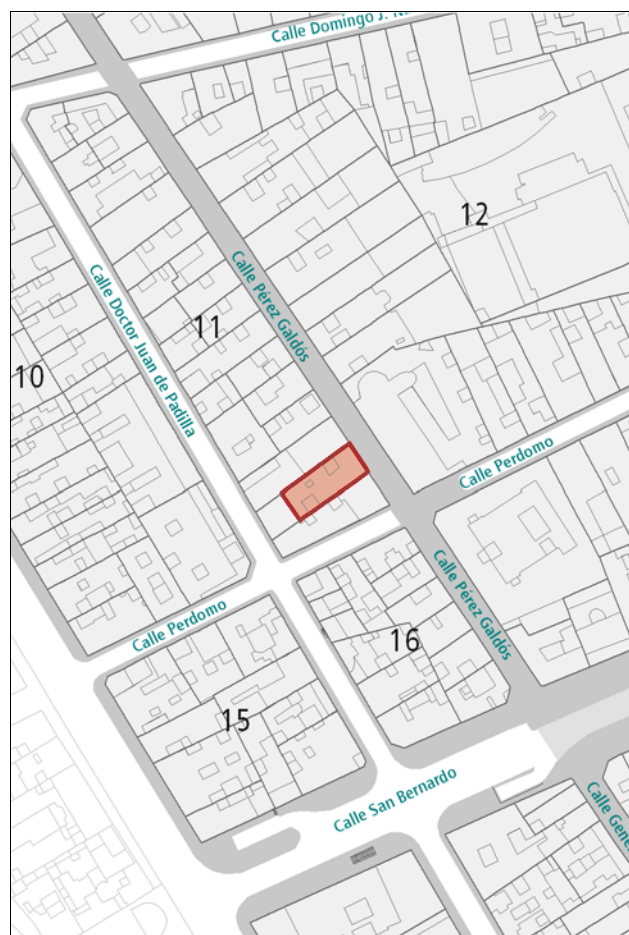 Calle Domingo J.
12
Calle Pérez Galdós
Calle Doctor Juan de Padilla
11
10
Calle Perdomo
Calle Pérez Galdós
Calle Perdomo
16
15
Calle San Bernardo
Calle